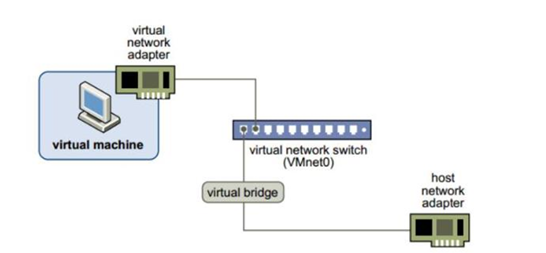 virtual
network
adapter
virtual machine
virtual network switch
(VMnet0)
virtual bridge
host
network
adapter